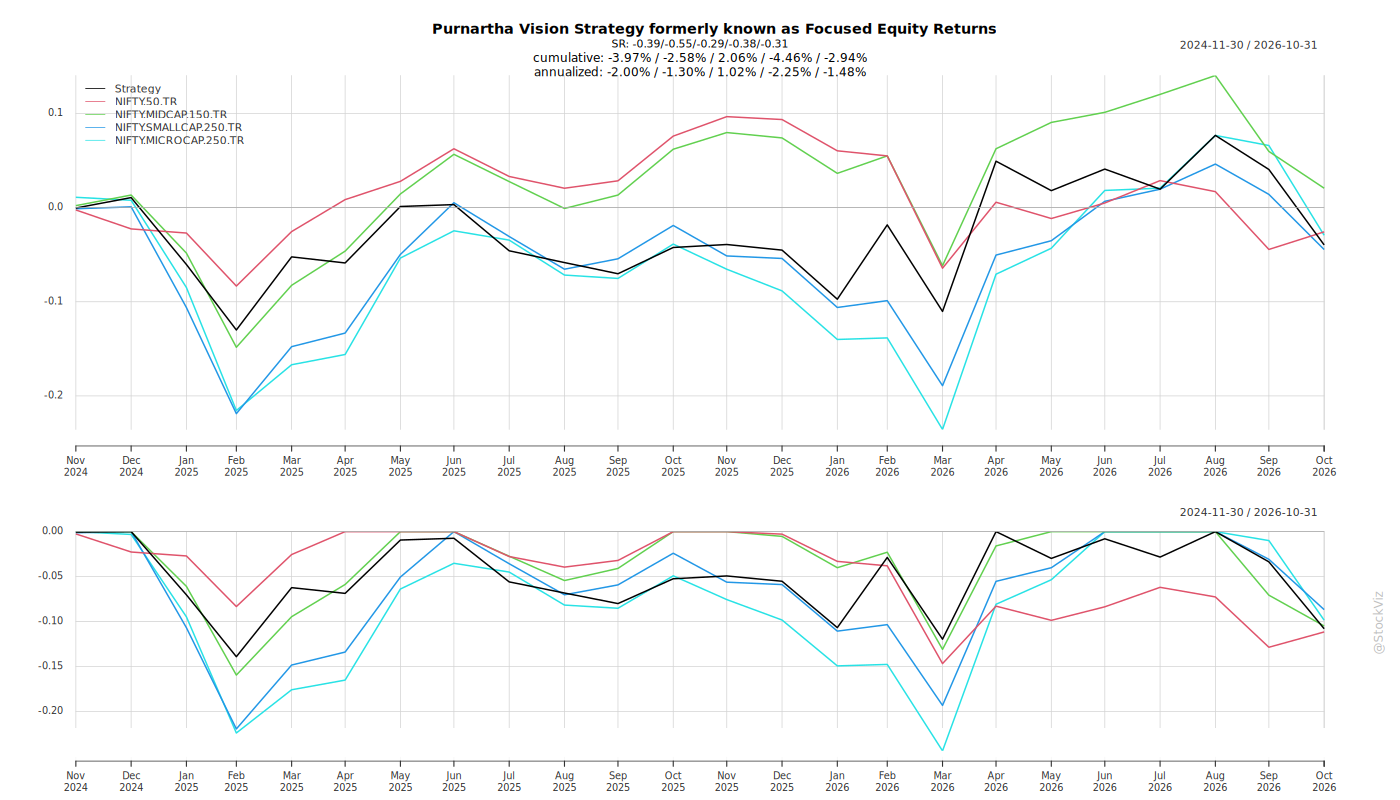 Purnartha Vision Strategy formerly known as Focused Equity Returns
SR: -0.39/-0.55/-0.29/-0.38/-0.31
cumulative: -3.97% / -2.58% / 2.06% / -4.46% / -2.94%
annualized: -2.00% / -1.30% / 1.02% / -2.25% / -1.48%
2024-11-30 / 2026-10-31
Strategy
NIFTY.50.TR
NIFTY.MIDCAP.150.TR
NIFTY.SMALLCAP.250.TR
NIFTY.MICROCAP.250.TR
0.1
0.0
-0.1
-0.2
Nov Dec Jan Feb Mar Apr May Jun Jul Aug Sep Oct Nov Dec Jan Feb Mar Apr May Jun Jul Aug Sep Oct
2024 2024 2025 2025 2025 2025 2025 2025 2025 2025 2025 2025 2025 2025 2026 2026 2026 2026 2026 2026 2026 2026 2026 2026
2024-11-30 / 2026-10-31
0.00
-0.05
-0.10
-0.15
-0.20
Nov Dec Jan Feb Mar Apr May Jun Jul Aug Sep Oct Nov Dec Jan Feb Mar Apr May Jun Jul Aug Sep Oct
2024 2024 2025 2025 2025 2025 2025 2025 2025 2025 2025 2025 2025 2025 2026 2026 2026 2026 2026 2026 2026 2026 2026 2026
@StockViz